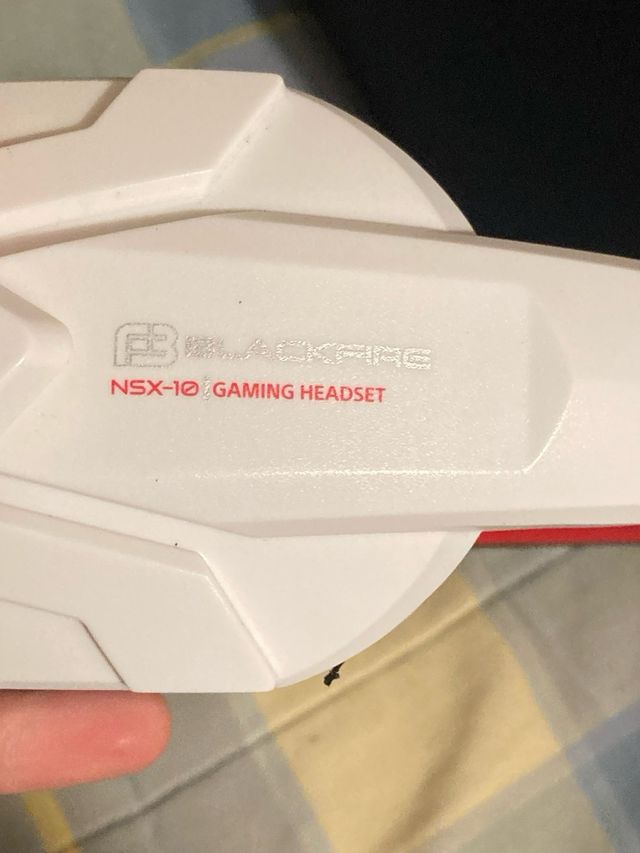 BLACKFIRE
NSX-10 | GAMING HEADSET